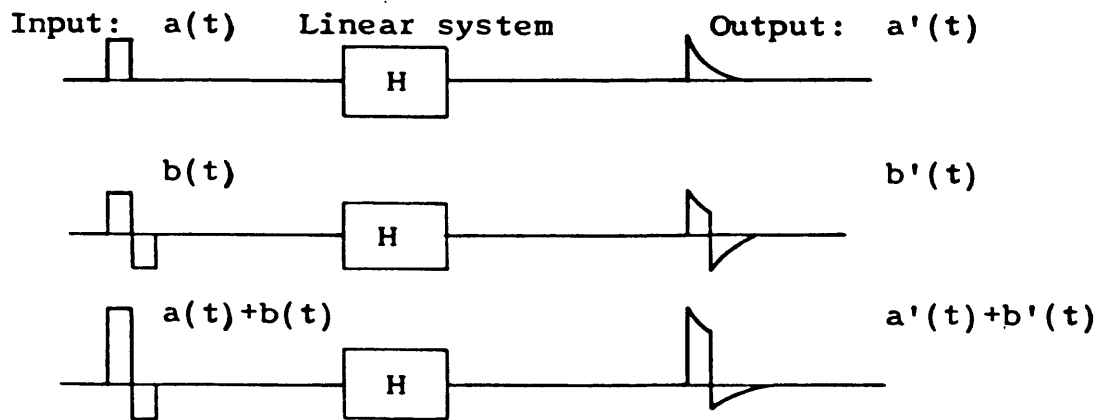 Input: a(t) Linear system Output: a'(t)
H
b(t) b'(t)
H
a(t)+b(t) a'(t)+b'(t)
H